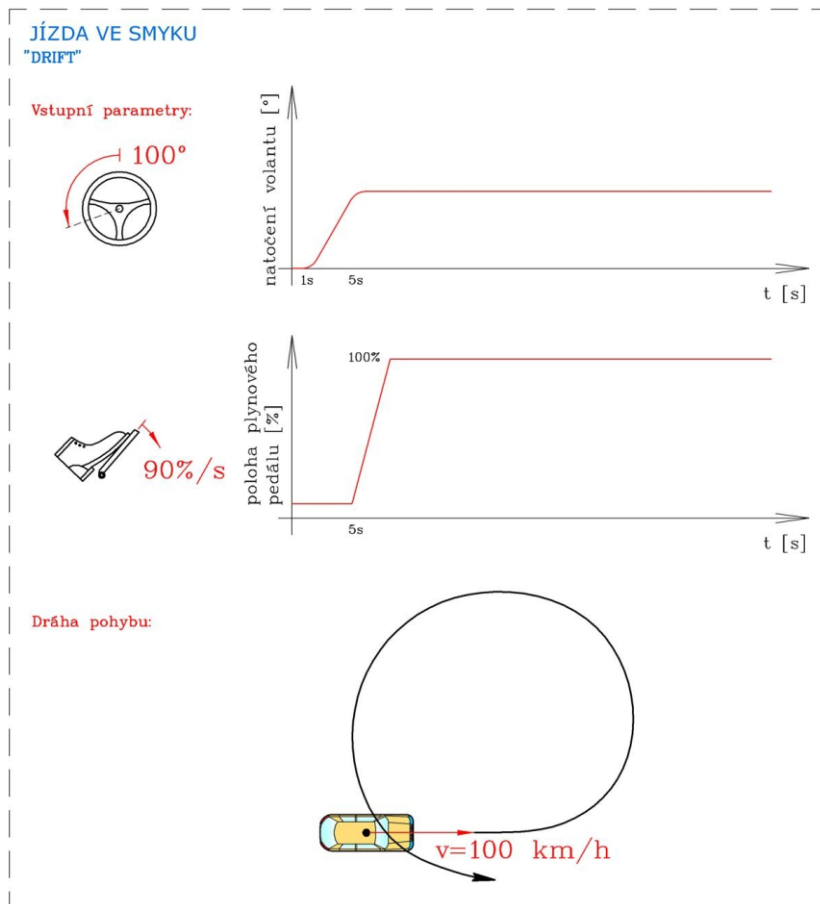 JÍZDA VE SMYKU
"DRIFT"
Vstupní parametry:
100°
natočení volantu [°]
1s
5s
t [s]
90%/s
poloha plynového
pedálu [%]
100%
5s
t [s]
Dráha pohybu:
v=100 km/h